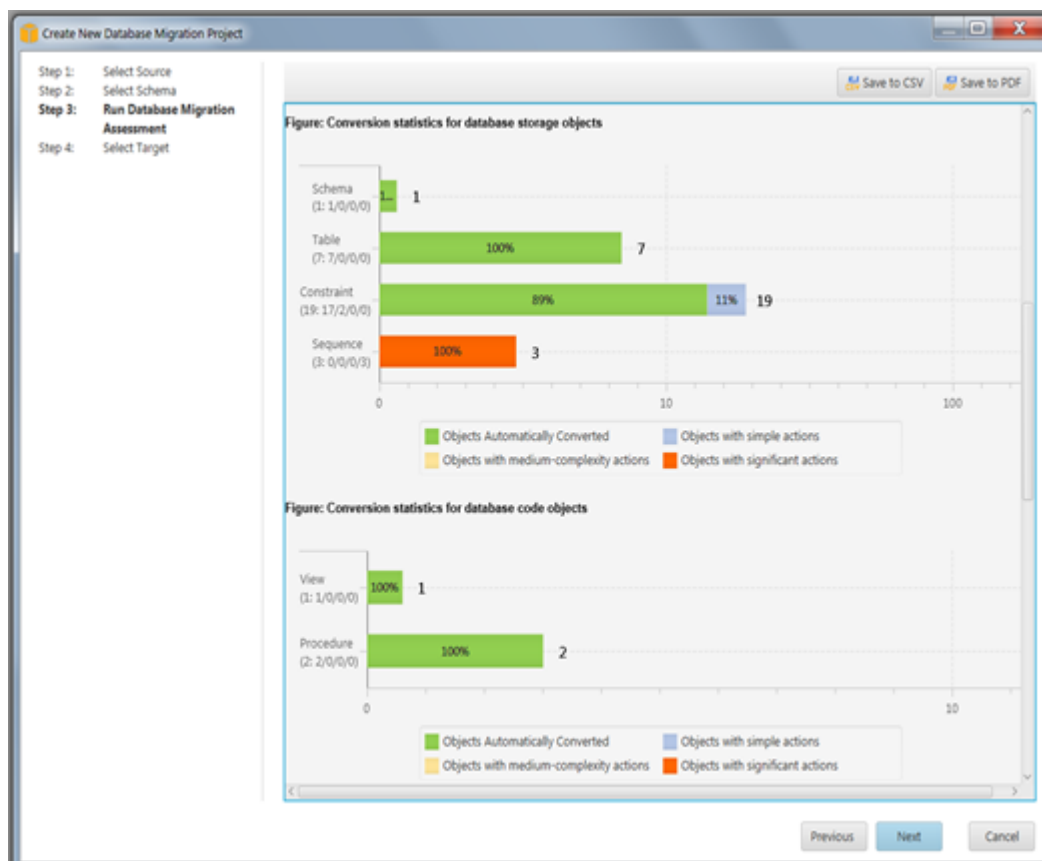 Create New Database Migration Project
Step 1: Select Source
Step 2: Select Schema
Step 3: Run Database Migration
Assessment
Step 4: Select Target
Save to CSV Save to PDF
Figure: Conversion statistics for database storage objects
Schema
(1: 1/0/0/0)
1... 1
Table
(7: 7/0/0/0)
100% 7
Constraint
(19: 17/2/0/0)
89% 11% 19
Sequence
(3: 0/0/0/3)
100% 3
0 10 100
Objects Automatically Converted Objects with simple actions
Objects with medium-complexity actions Objects with significant actions
Figure: Conversion statistics for database code objects
View
(1: 1/0/0/0)
100% 1
Procedure
(2: 2/0/0/0)
100% 2
0 10
Objects Automatically Converted Objects with simple actions
Objects with medium-complexity actions Objects with significant actions
Previous Next Cancel